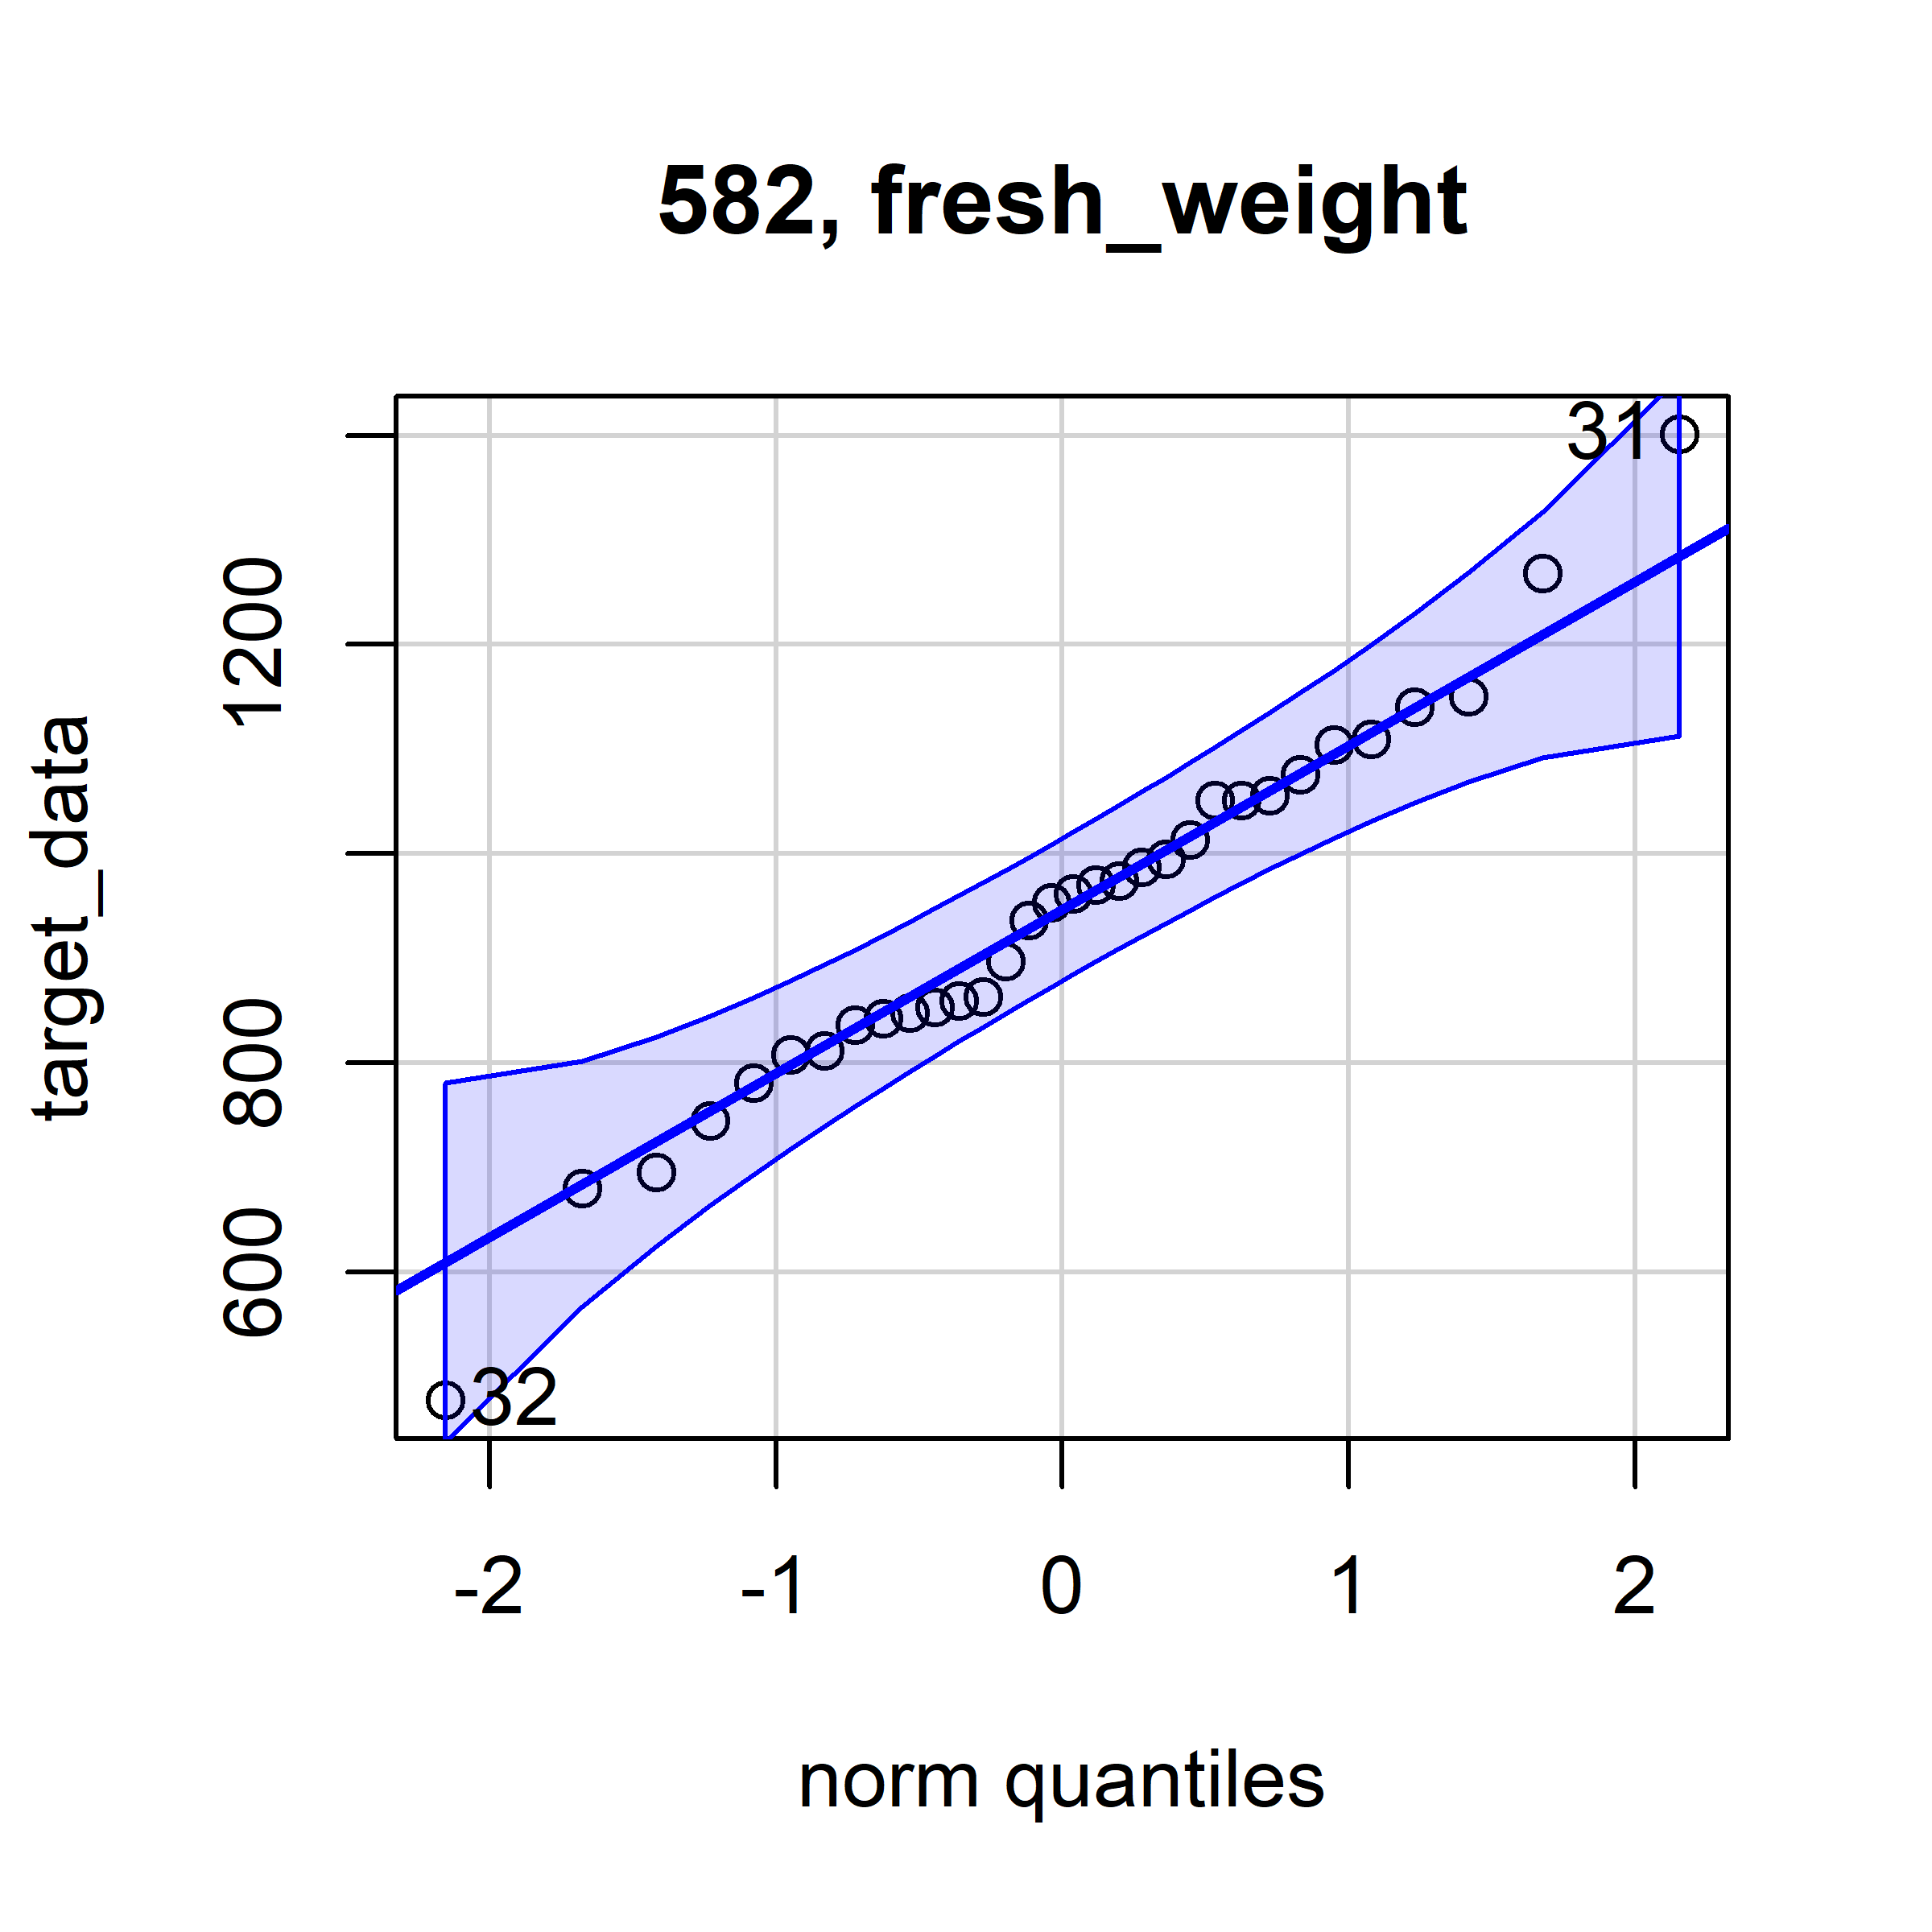 582, fresh_weight
31
1200
800
600
target_data
32
-2 -1 0 1 2
norm quantiles